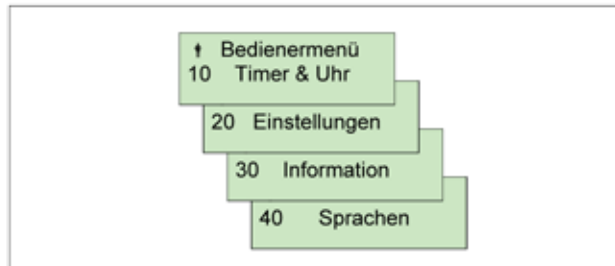 Bedienermenü
10 Timer & Uhr
20 Einstellungen
30 Information
40 Sprachen